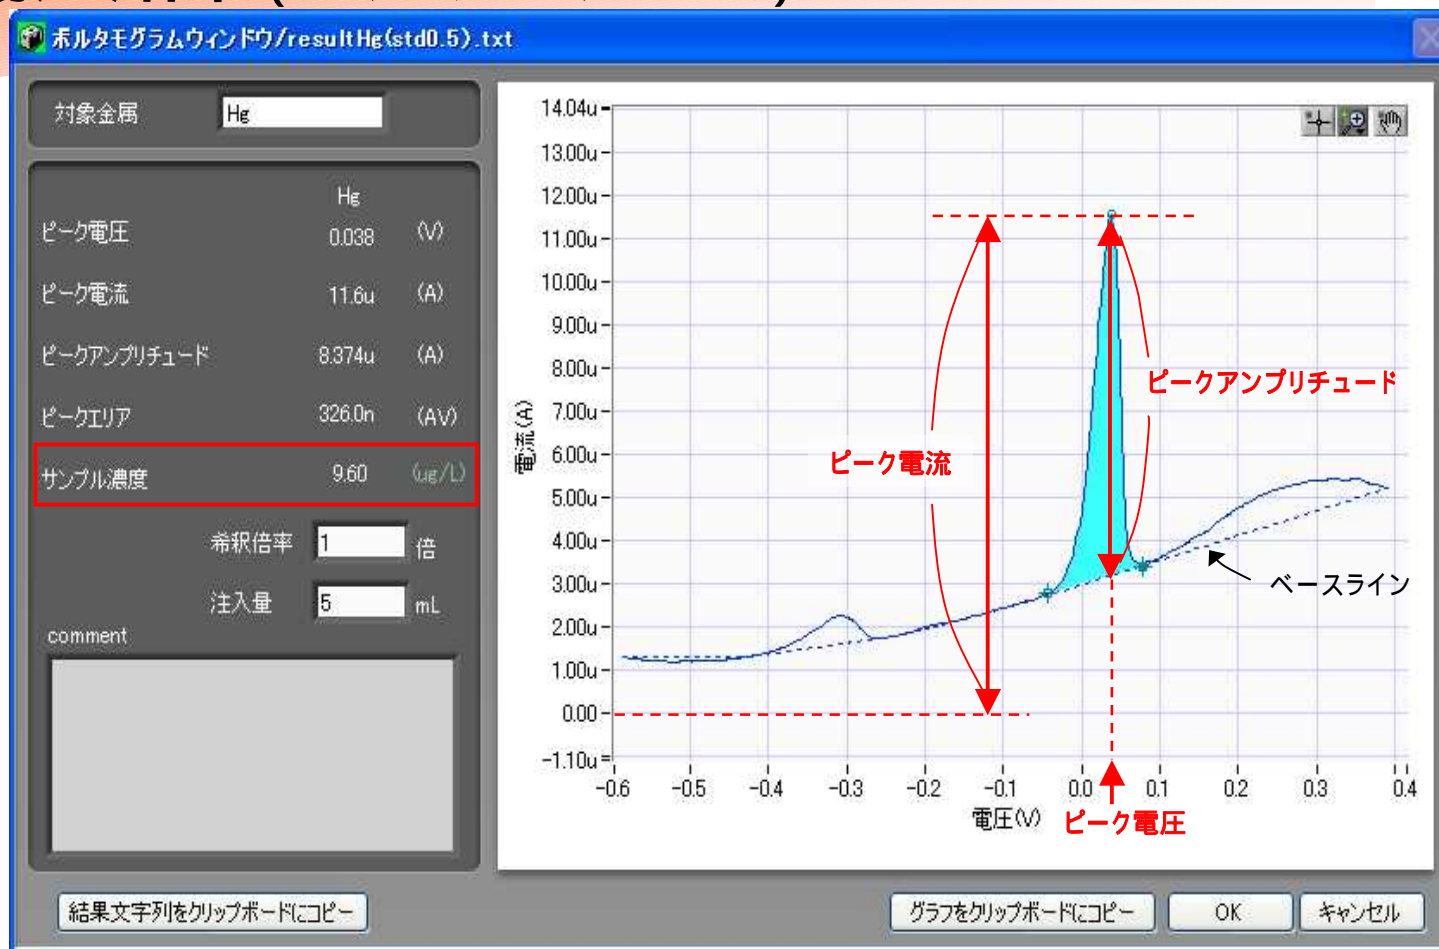 ボルタモグラムウィンドウ/resultHg(std0.5).txt
対象金属 Hg
Hg
ピーク電圧 0.038 (V)
ピーク電流 11.6u (A)
ピークアンプリチュード 8.374u (A)
ピークエリア 326.0n (AV)
サンプル濃度 9.60 (ug/L)
希釈倍率 1 倍
注入量 5 mL
comment
14.04u
13.00u
12.00u
11.00u
10.00u
9.00u
8.00u
7.00u
6.00u
5.00u
4.00u
3.00u
2.00u
1.00u
0.00
-1.10u
電流(A)
ピークアンプリチュード
ピーク電流
ベースライン
-0.6 -0.5 -0.4 -0.3 -0.2 -0.1 0.0 0.1 0.2 0.3 0.4
電圧(V)
ピーク電圧
結果文字列をクリップボードにコピー
グラフをクリップボードにコピー
OK
キャンセル